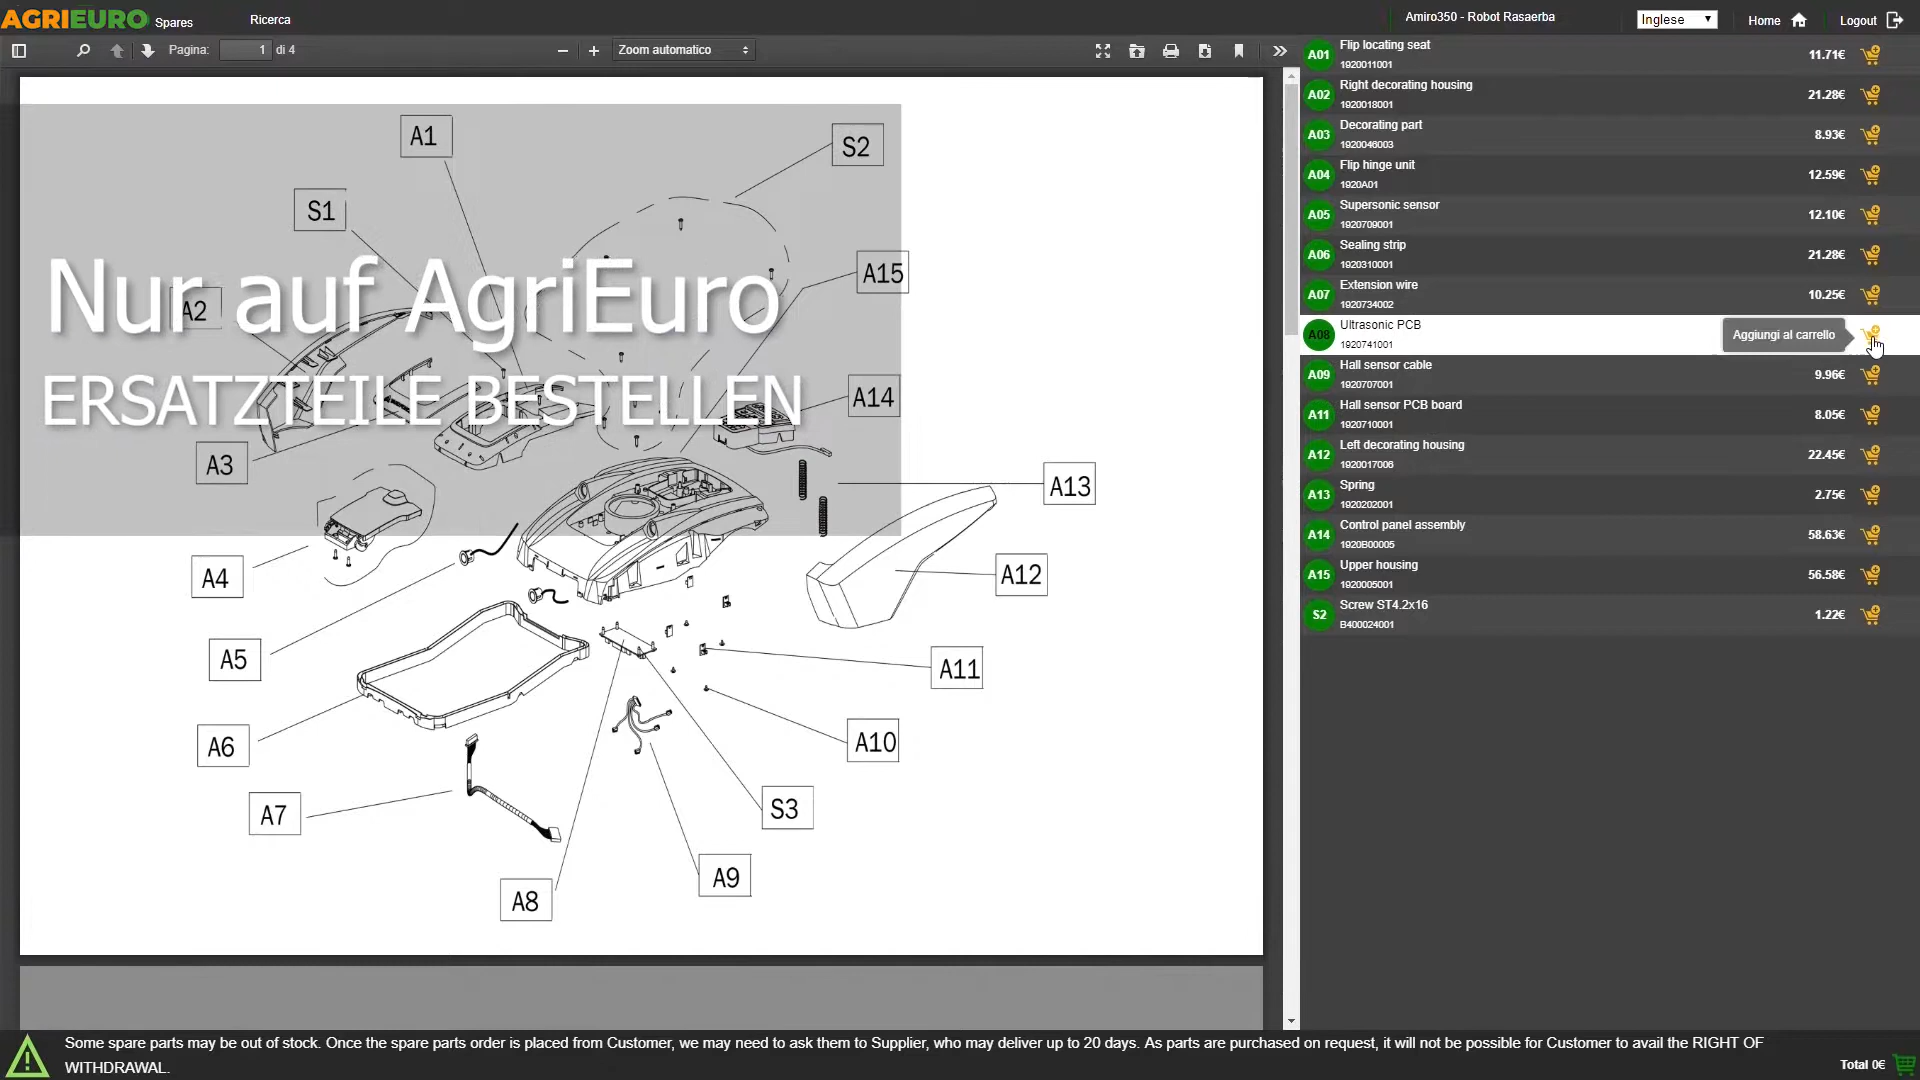 AGRIEURO Spares
Ricerca
Amiro350 - Robot Rasaerba
Inglese
Home
Logout
Pagina: 1 di 4
Zoom automatico
A1
S2
S1
A15
A2
Nur auf AgriEuro
ERSATZTEILE BESTELLEN
A14
A3
A13
A4
A12
A5
A11
A6
A10
A7
S3
A9
A8
A01 Flip locating seat 11.71€
1920011001
A02 Right decorating housing 21.28€
1920018001
A03 Decorating part 8.93€
1920046003
A04 Flip hinge unit 12.59€
1920A01
A05 Supersonic sensor 12.10€
1920709001
A06 Sealing strip 21.28€
1920310001
A07 Extension wire 10.25€
1920734002
A08 Ultrasonic PCB Aggiungi al carrello
1920741001
A09 Hall sensor cable 9.96€
1920707001
A11 Hall sensor PCB board 8.05€
1920710001
A12 Left decorating housing 22.45€
1920017006
A13 Spring 2.75€
1920202001
A14 Control panel assembly 58.63€
1920B00005
A15 Upper housing 56.58€
1920005001
S2 Screw ST4.2x16 1.22€
B400024001
Some spare parts may be out of stock. Once the spare parts order is placed from Customer, we may need to ask them to Supplier, who may deliver up to 20 days. As parts are purchased on request, it will not be possible for Customer to avail the RIGHT OF
WITHDRAWAL.
Total 0€